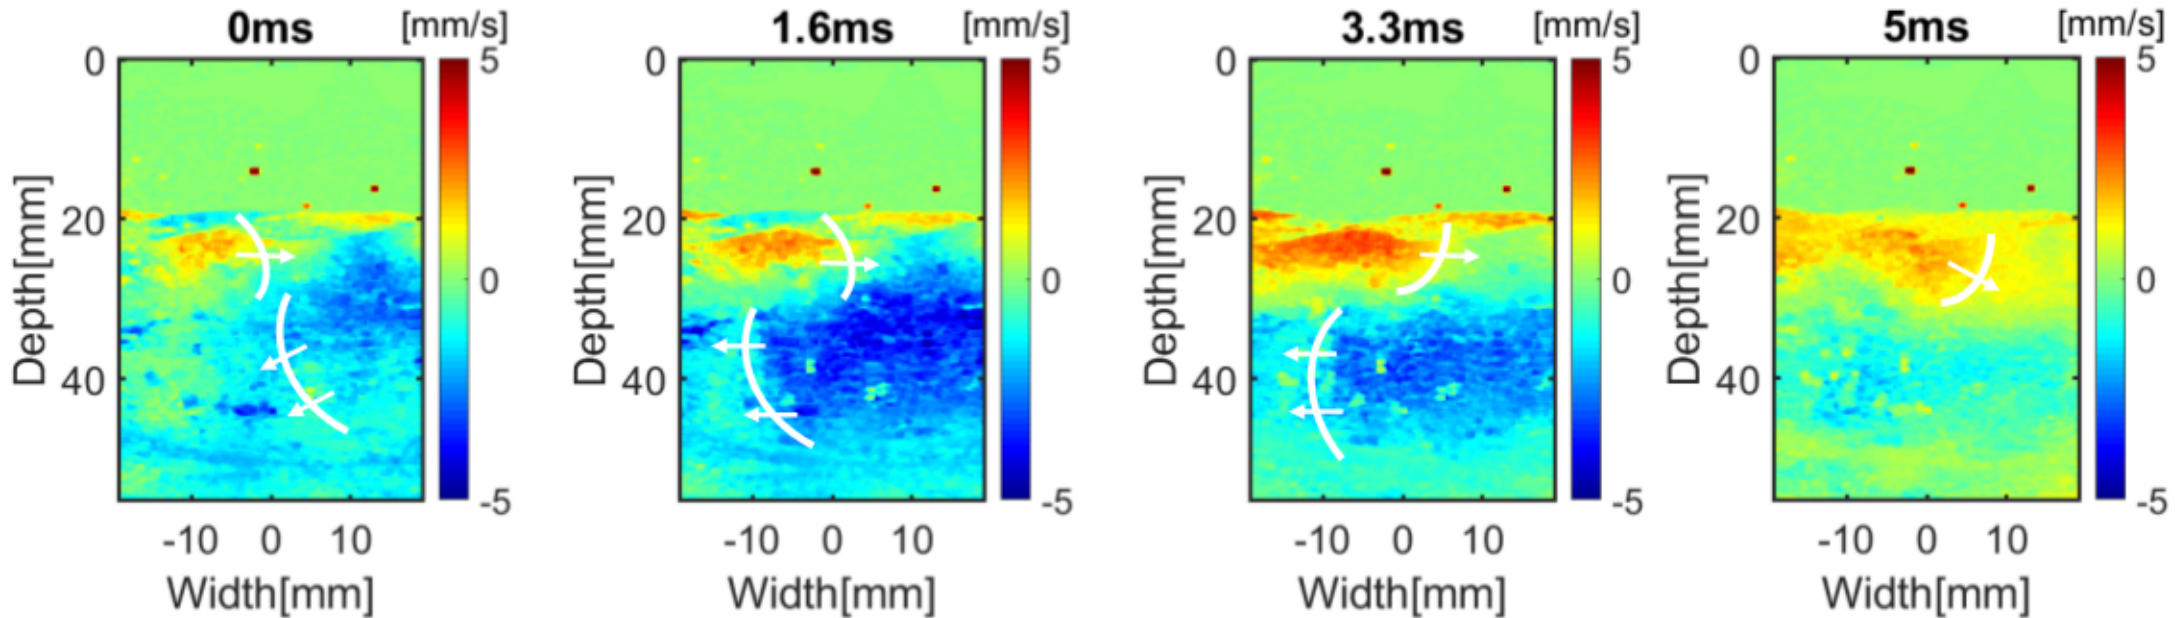 0ms [mm/s] 1.6ms [mm/s] 3.3ms [mm/s] 5ms [mm/s]
0 5 0 5 0 5 0 5
20 20 20 20
0 0 0 0
40 40 40 40
-5 -5 -5 -5
Depth[mm] Depth[mm] Depth[mm] Depth[mm]
-10 0 10 -10 0 10 -10 0 10 -10 0 10
Width[mm] Width[mm] Width[mm] Width[mm]